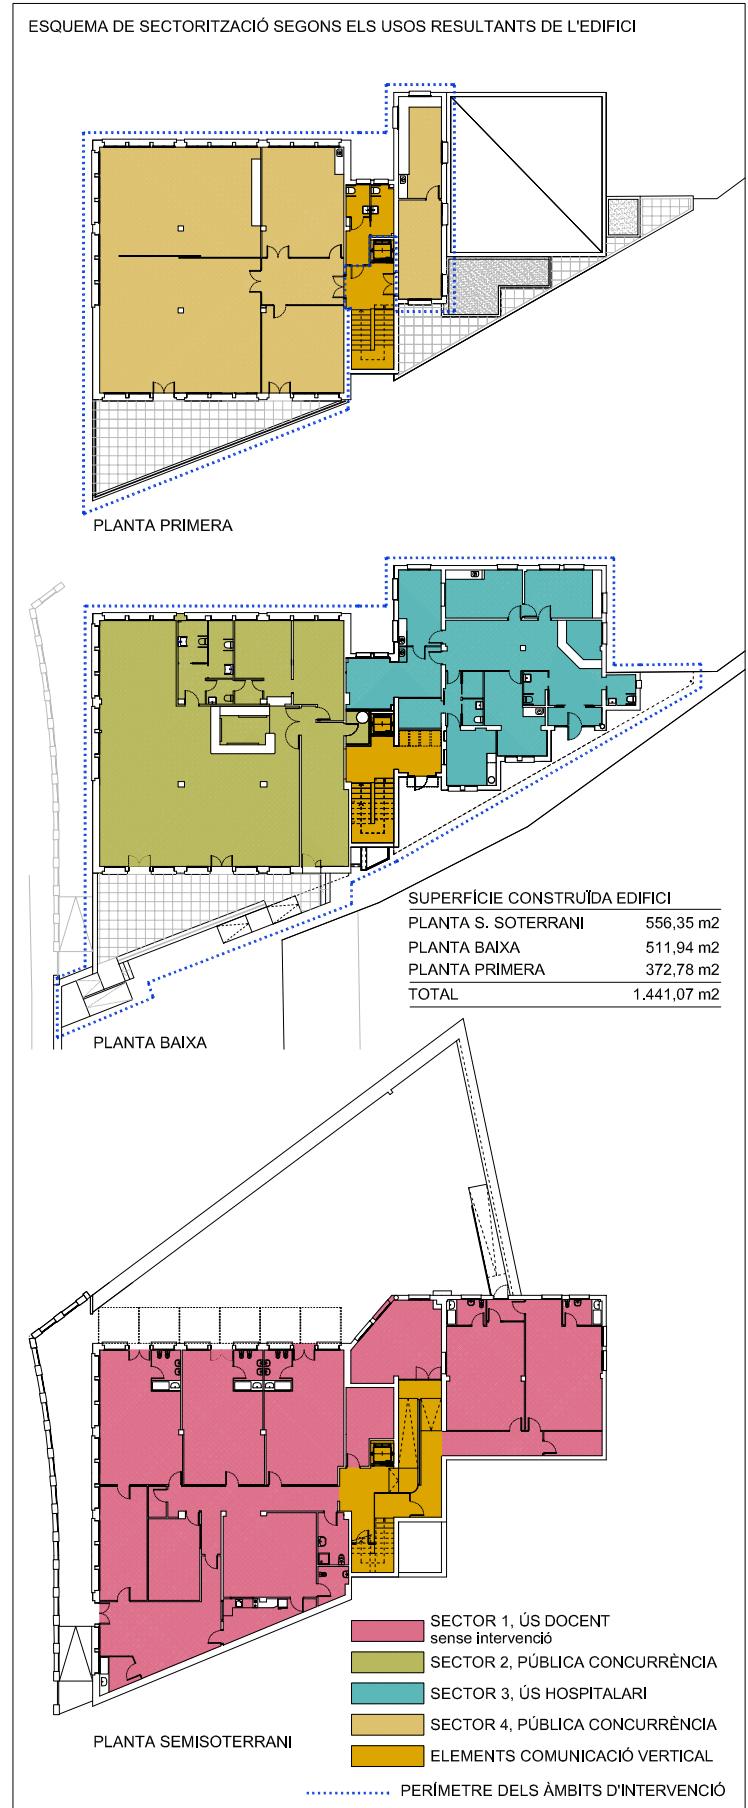 ESQUEMA DE SECTORITZACIÓ SEGONS ELS USOS RESULTANTS DE L'EDIFICI
PLANTA PRIMERA
SUPERFÍCIE CONSTRUÏDA EDIFICI
PLANTA S. SOTERRANI 556,35 m2
PLANTA BAIXA 511,94 m2
PLANTA PRIMERA 372,78 m2
TOTAL 1.441,07 m2
PLANTA BAIXA
SECTOR 1, ÚS DOCENT
sense intervenció
SECTOR 2, PÚBLICA CONCURRÈNCIA
SECTOR 3, ÚS HOSPITALARI
SECTOR 4, PÚBLICA CONCURRÈNCIA
ELEMENTS COMUNICACIÓ VERTICAL
PLANTA SEMISOTERRANI
PERÍMETRE DELS ÀMBITS D'INTERVENCIÓ